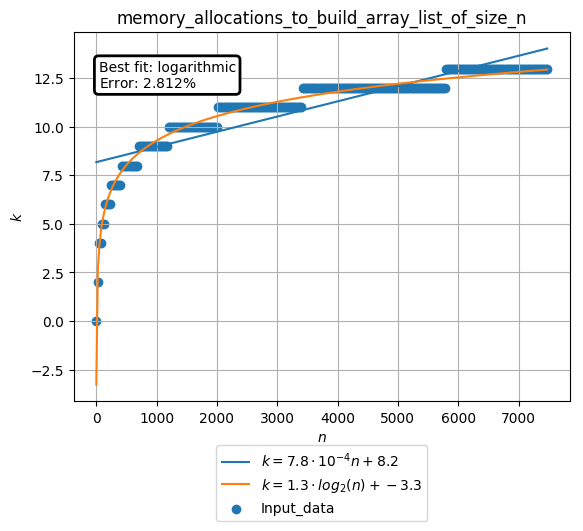 memory_allocations_to_build_array_list_of_size_n
Best fit: logarithmic
Error: 2.812%
12.5
10.0
7.5
5.0
2.5
0.0
−2.5
k
0 1000 2000 3000 4000 5000 6000 7000
n
k = 7.8 · 10⁻⁴n + 8.2
k = 1.3 · log₂(n) + −3.3
Input_data